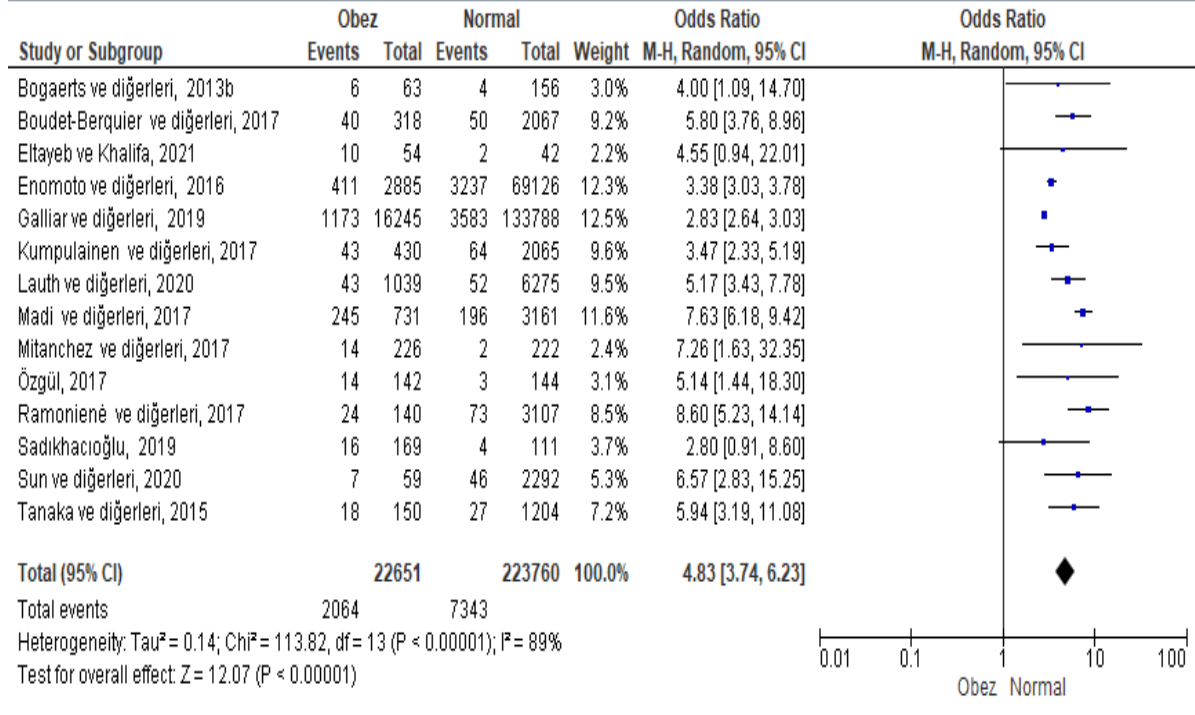 Obez Normal Odds Ratio Odds Ratio
Study or Subgroup Events Total Events Total Weight M-H, Random, 95% CI M-H, Random, 95% CI
Bogaerts ve diğerleri, 2013b 6 63 4 156 3.0% 4.00 [1.09, 14.70]
Boudet-Berquier ve diğerleri, 2017 40 318 50 2067 9.2% 5.80 [3.76, 8.96]
Eltayeb ve Khalifa, 2021 10 54 2 42 2.2% 4.55 [0.94, 22.01]
Enomoto ve diğerleri, 2016 411 2885 3237 69126 12.3% 3.38 [3.03, 3.78]
Galliar ve diğerleri, 2019 1173 16245 3583 133788 12.5% 2.83 [2.64, 3.03]
Kumpulainen ve diğerleri, 2017 43 430 64 2065 9.6% 3.47 [2.33, 5.19]
Lauth ve diğerleri, 2020 43 1039 52 6275 9.5% 5.17 [3.43, 7.78]
Madi ve diğerleri, 2017 245 731 196 3161 11.6% 7.63 [6.18, 9.42]
Mitanchez ve diğerleri, 2017 14 226 2 222 2.4% 7.26 [1.63, 32.35]
Özgül, 2017 14 142 3 144 3.1% 5.14 [1.44, 18.30]
Ramonienė ve diğerleri, 2017 24 140 73 3107 8.5% 8.60 [5.23, 14.14]
Sadıkhacıoğlu, 2019 16 169 4 111 3.7% 2.80 [0.91, 8.60]
Sun ve diğerleri, 2020 7 59 46 2292 5.3% 6.57 [2.83, 15.25]
Tanaka ve diğerleri, 2015 18 150 27 1204 7.2% 5.94 [3.19, 11.08]
Total (95% CI) 22651 223760 100.0% 4.83 [3.74, 6.23]
Total events 2064 7343
Heterogeneity: Tau² = 0.14; Chi² = 113.82, df = 13 (P < 0.00001); I² = 89%
Test for overall effect: Z = 12.07 (P < 0.00001)
0.01 0.1 1 10 100
Obez Normal